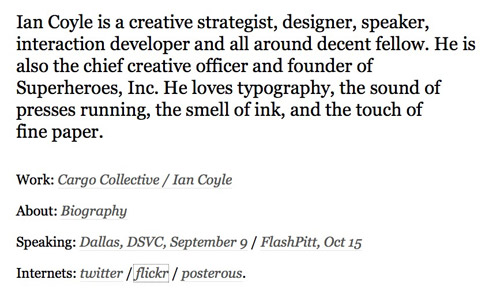 Ian Coyle is a creative strategist, designer, speaker,
interaction developer and all around decent fellow. He is
also the chief creative officer and founder of
Superheroes, Inc. He loves typography, the sound of
presses running, the smell of ink, and the touch of
fine paper.
Work: Cargo Collective / Ian Coyle
About: Biography
Speaking: Dallas, DSVC, September 9 / FlashPitt, Oct 15
Internets: twitter / flickr / posterous.